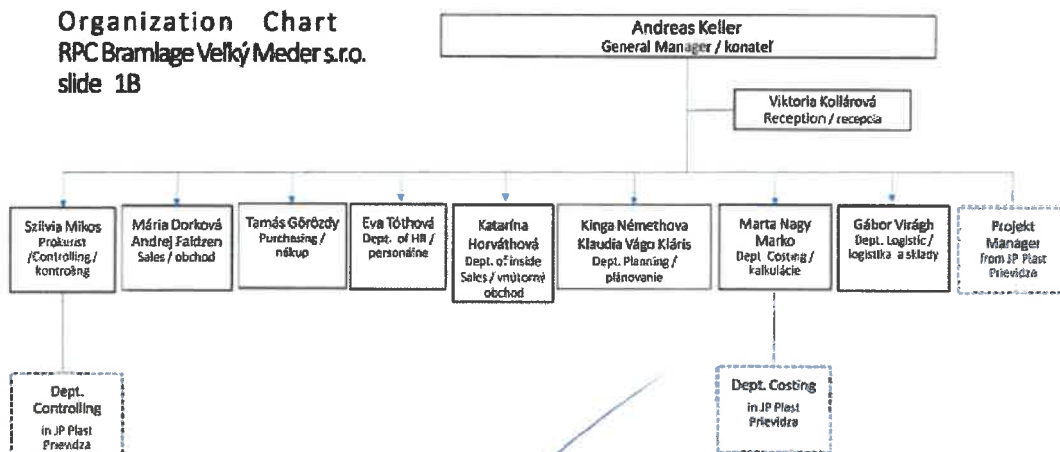 Organization Chart
RPC Bramlage Veľký Meder s.r.o.
slide 1B
Andreas Keller
General Manager / konateľ
Viktoria Kollárová
Reception / recepcia
Szilvia Mikos
Prokurist
/Controlling /
kontroling
Mária Dorková
Andrej Faldzen
Sales / obchod
Tamás Görözdy
Purchasing /
nákup
Eva Tóthová
Dept. of HR /
personálne
Katarína
Horváthová
Dept. of inside
Sales / vnútorný
obchod
Kinga Némethova
Klaudia Vágo Kláris
Dept. Planning /
plánovanie
Marta Nagy
Marko
Dept. Costing /
kalkulácie
Gábor Virágh
Dept. Logistic /
logistika a sklady
Projekt
Manager
from JP Plast
Prievidza
Dept.
Controlling
in JP Plast
Prievidza
Dept. Costing
in JP Plast
Prievidza